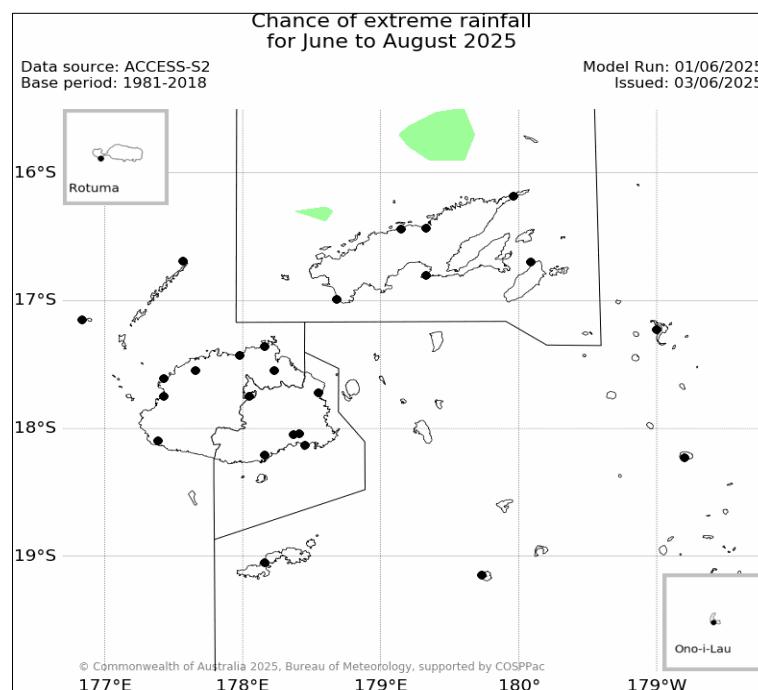 Chance of extreme rainfall
for June to August 2025
Data source: ACCESS-S2
Base period: 1981-2018
Model Run: 01/06/2025
Issued: 03/06/2025
Rotuma
16°S
17°S
18°S
19°S
Ono-i-Lau
© Commonwealth of Australia 2025, Bureau of Meteorology, supported by COSPPac
177°E
178°E
179°E
180°
179°W